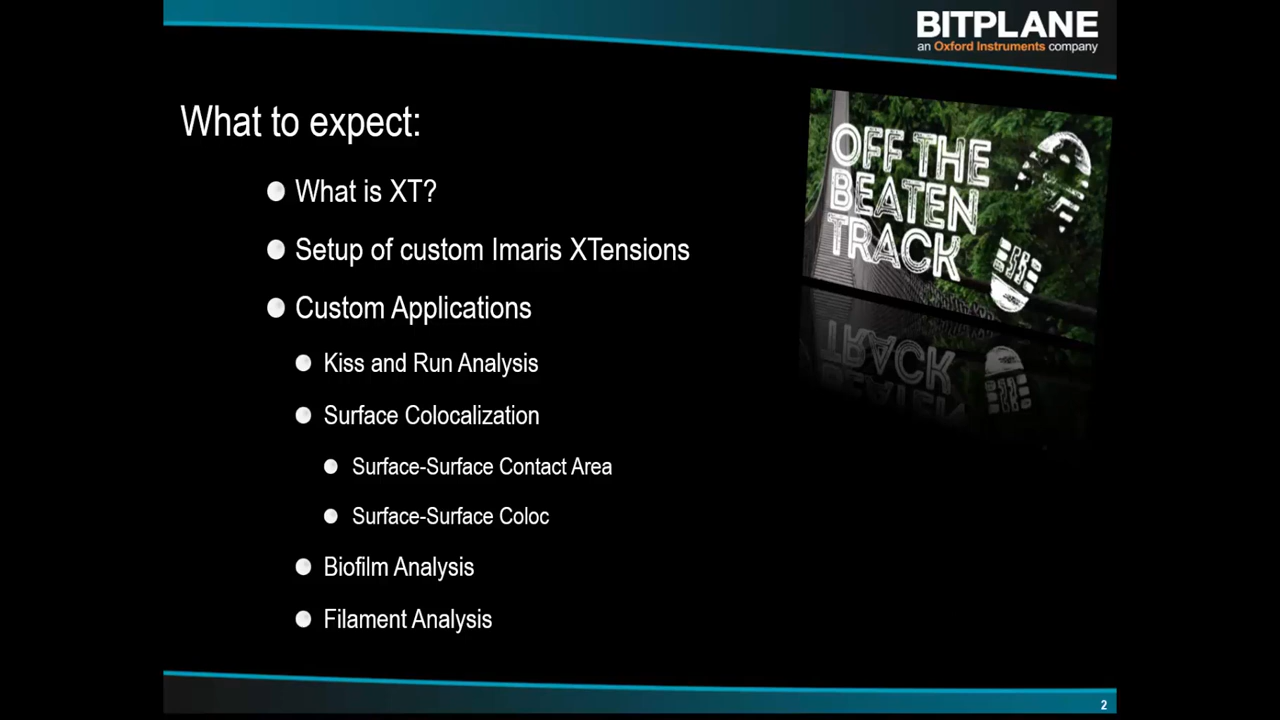 BITPLANE
an Oxford Instruments company
What to expect:
What is XT?
Setup of custom Imaris XTensions
Custom Applications
Kiss and Run Analysis
Surface Colocalization
Surface-Surface Contact Area
Surface-Surface Coloc
Biofilm Analysis
Filament Analysis
OFF THE
BEATEN
TRACK
2